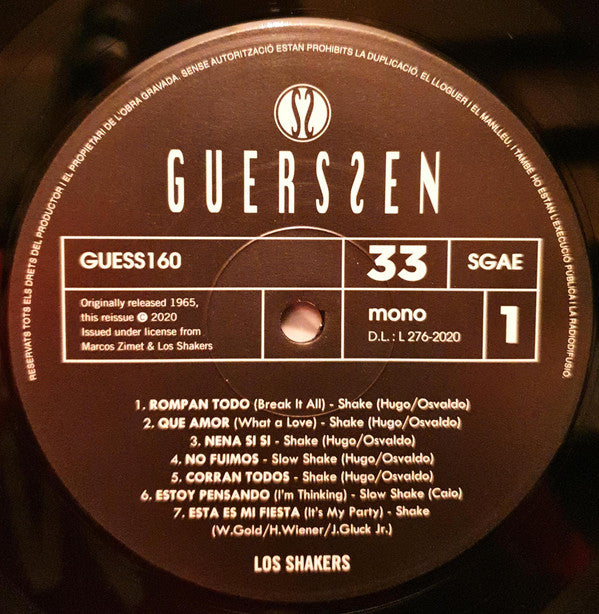 RESERVATS TOTS ELS DRETS DEL PRODUCTOR I EL PROPIETARI DE L'OBRA GRAVADA. SENSE AUTORITZACIÓ ESTAN PROHIBITS LA DUPLICACIÓ, EL LLOGUER I EL MANLLEU, I TAMBÉ HO ESTAN L'EXECUCIÓ PÚBLICA I LA RADIODIFUSIÓ.
GUERSSEN
GUESS160
33
SGAE
Originally released 1965,
this reissue © 2020
Issued under license from
Marcos Zimet & Los Shakers
mono
D.L.: L 276-2020
1
1. ROMPAN TODO (Break It All) - Shake (Hugo/Osvaldo)
2. QUE AMOR (What a Love) - Shake (Hugo/Osvaldo)
3. NENA SI SI - Shake (Hugo/Osvaldo)
4. NO FUIMOS - Slow Shake (Hugo/Osvaldo)
5. CORRAN TODOS - Shake (Hugo/Osvaldo)
6. ESTOY PENSANDO (I'm Thinking) - Slow Shake (Caio)
7. ESTA ES MI FIESTA (It's My Party) - Shake
(W.Gold/H.Wiener/J.Gluck Jr.)
LOS SHAKERS